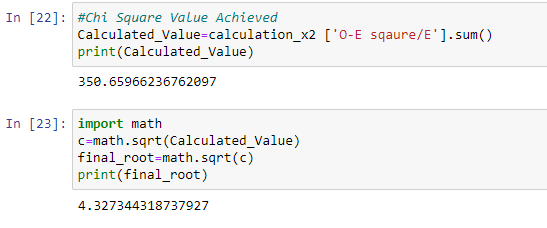 In [22]: #Chi Square Value Achieved
Calculated_Value=calculation_x2 ['O-E sqaure/E'].sum()
print(Calculated_Value)
350.65966236762097
In [23]: import math
c=math.sqrt(Calculated_Value)
final_root=math.sqrt(c)
print(final_root)
4.327344318737927